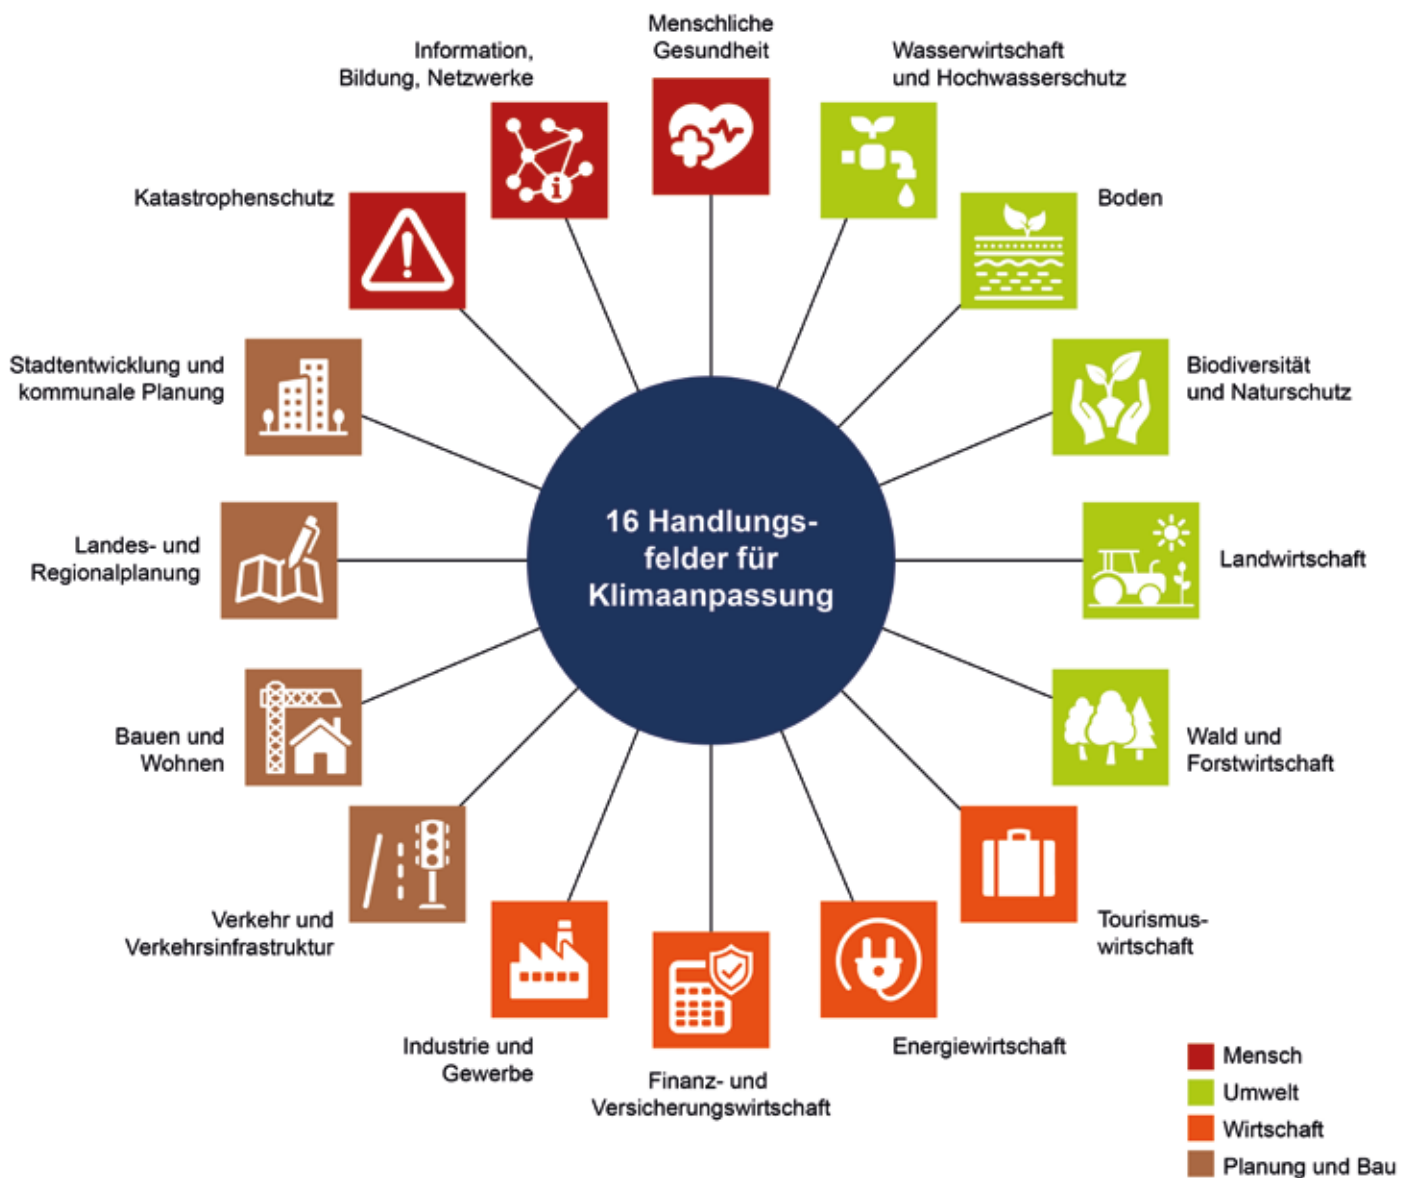 Menschliche
Gesundheit
Wasserwirtschaft
und Hochwasserschutz
Boden
Biodiversität
und Naturschutz
Landwirtschaft
Wald und
Forstwirtschaft
Tourismus-
wirtschaft
Energiewirtschaft
Finanz- und
Versicherungswirtschaft
Industrie und
Gewerbe
Verkehr und
Verkehrsinfrastruktur
Bauen und
Wohnen
Landes- und
Regionalplanung
Stadtentwicklung und
kommunale Planung
Katastrophenschutz
Information,
Bildung, Netzwerke
i
16 Handlungs-
felder für
Klimaanpassung
Mensch
Umwelt
Wirtschaft
Planung und Bau